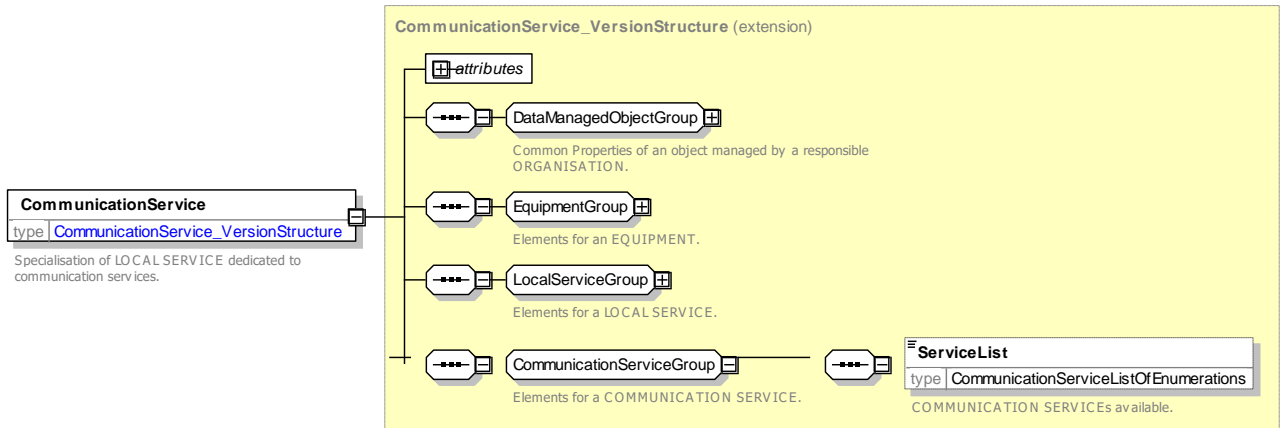 CommunicationService_VersionStructure (extension)
attributes
DataManagedObjectGroup
Common Properties of an object managed by a responsible
ORGANISATION.
CommunicationService
type CommunicationService_VersionStructure
Specialisation of LOCAL SERVICE dedicated to
communication services.
EquipmentGroup
Elements for an EQUIPMENT.
LocalServiceGroup
Elements for a LOCAL SERVICE.
CommunicationServiceGroup
Elements for a COMMUNICATION SERVICE.
ServiceList
type CommunicationServiceListOfEnumerations
COMMUNICATION SERVICEs available.